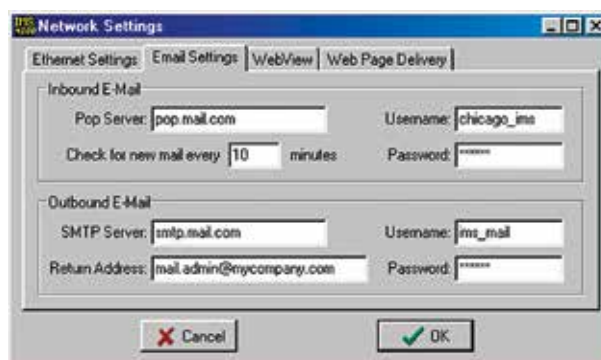 IMS 4000 Network Settings
Ethernet Settings Email Settings WebView Web Page Delivery
Inbound E-Mail
Pop Server: pop.mail.com Username: chicago_ims
Check for new mail every 10 minutes Password: ******
Outbound E-Mail
SMTP Server: smtp.mail.com Username: ims_mail
Return Address: mail.admin@mycompany.com Password: ******
Cancel OK